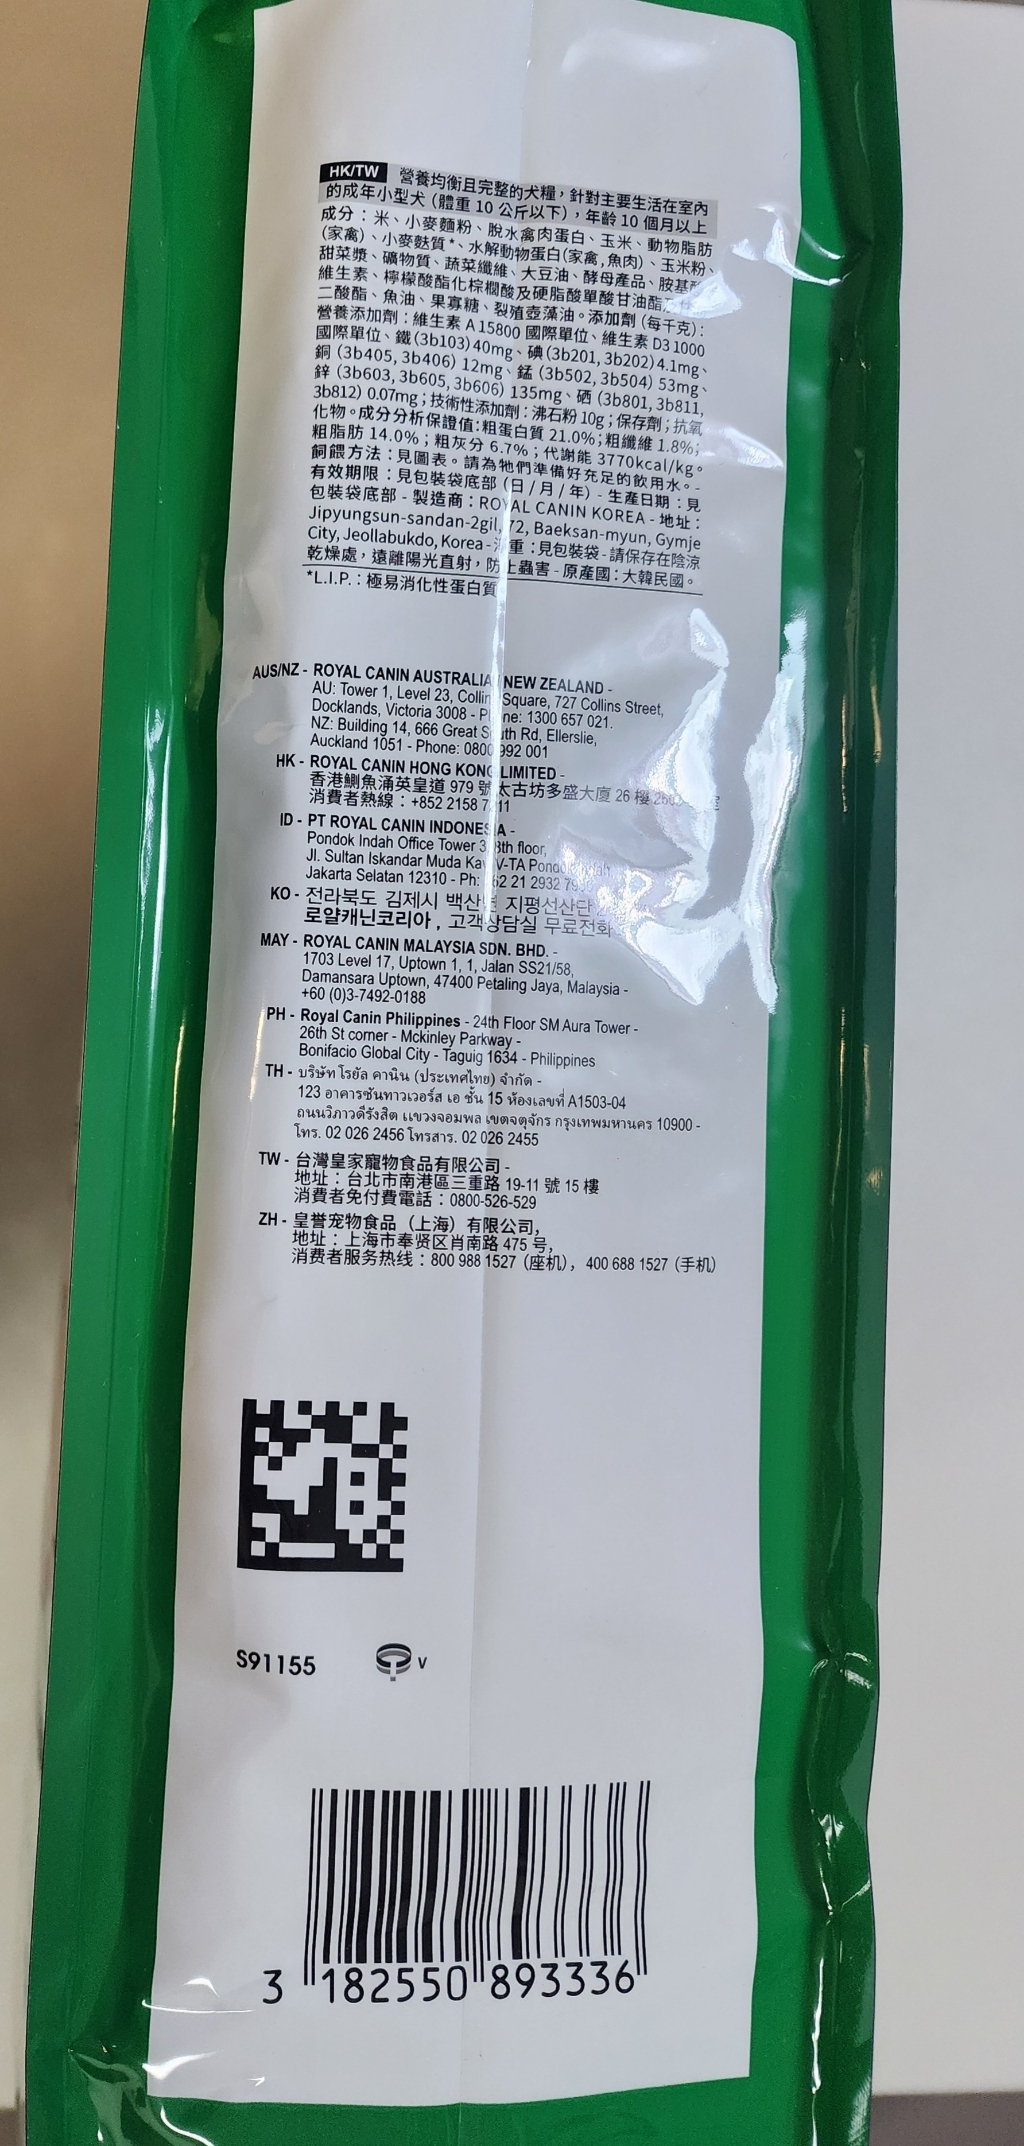 HK/TW 營養均衡且完整的犬糧，針對主要生活在室內
的成年小型犬（體重 10 公斤以下），年齡 10 個月以上
成分：米、小麥麵粉、脫水禽肉蛋白、玉米、動物脂肪
(家禽)、小麥麩質*、水解動物蛋白(家禽,魚肉)、玉米粉、
甜菜漿、礦物質、蔬菜纖維、大豆油、酵母產品、胺基
維生素、檸檬酸酯化棕櫚酸及硬脂酸單酸甘油酯
二酸酯、魚油、果寡糖、裂殖壺藻油。添加劑 (每千克)：
營養添加劑：維生素 A 15800 國際單位、維生素 D3 1000
國際單位、鐵 (3b103) 40mg、碘 (3b201, 3b202) 4.1mg、
銅 (3b405, 3b406) 12mg、錳 (3b502, 3b504) 53mg、
鋅 (3b603, 3b605, 3b606) 135mg、硒 (3b801, 3b811,
3b812) 0.07mg；技術性添加劑：沸石粉 10g；保存劑；抗氧
化物。成分分析保證值：粗蛋白質 21.0%；粗纖維 1.8%；
粗脂肪 14.0%；粗灰分 6.7%；代謝能 3770kcal/kg。
飼餵方法：見圖表。請為牠們準備好充足的飲用水。-
有效期限：見包裝袋底部 (日/月/年) - 生產日期：見
包裝袋底部 - 製造商：ROYAL CANIN KOREA - 地址：
Jipyungsun-sandan-2gil, 72, Baeksan-myun, Gymje
City, Jeollabukdo, Korea - 重：見包裝袋 - 請保存在陰涼
乾燥處，遠離陽光直射，防止蟲害 - 原產國：大韓民國。
*L.I.P.：極易消化性蛋白質
AUS/NZ - ROYAL CANIN AUSTRALIA NEW ZEALAND -
AU: Tower 1, Level 23, Collins Square, 727 Collins Street,
Docklands, Victoria 3008 - Phone: 1300 657 021.
NZ: Building 14, 666 Great South Rd, Ellerslie,
Auckland 1051 - Phone: 0800 992 001
HK - ROYAL CANIN HONG KONG LIMITED -
香港鰂魚涌英皇道 979 號太古坊多盛大廈 26 樓 室
消費者熱線：+852 2158
ID - PT ROYAL CANIN INDONESIA -
Pondok Indah Office Tower 3, floor,
Jl. Sultan Iskandar Muda Kav V-TA Pondok Indah
Jakarta Selatan 12310 - Ph: 62 21 2932
KO - 전라북도 김제시 백산면 지평선산단
로얄캐닌코리아 , 고객상담실 무료전화
MAY - ROYAL CANIN MALAYSIA SDN. BHD. -
1703 Level 17, Uptown 1, 1, Jalan SS21/58,
Damansara Uptown, 47400 Petaling Jaya, Malaysia -
+60 (0)3-7492-0188
PH - Royal Canin Philippines - 24th Floor SM Aura Tower -
26th St corner - Mckinley Parkway -
Bonifacio Global City - Taguig 1634 - Philippines
TH - บริษัท โรยัล คานิน (ประเทศไทย) จำกัด -
123 อาคารซันทาวเวอร์ส เอ ชั้น 15 ห้องเลขที่ A1503-04
ถนนวิภาวดีรังสิต แขวงจอมพล เขตจตุจักร กรุงเทพมหานคร 10900 -
โทร. 02 026 2456 โทรสาร. 02 026 2455
TW - 台灣皇家寵物食品有限公司 -
地址：台北市南港區三重路 19-11 號 15 樓
消費者免付費電話：0800-526-529
ZH - 皇誉宠物食品（上海）有限公司，
地址：上海市奉贤区肖南路 475 号，
消费者服务热线：800 988 1527（座机），400 688 1527（手机）
S91155 V
3 182550 893336